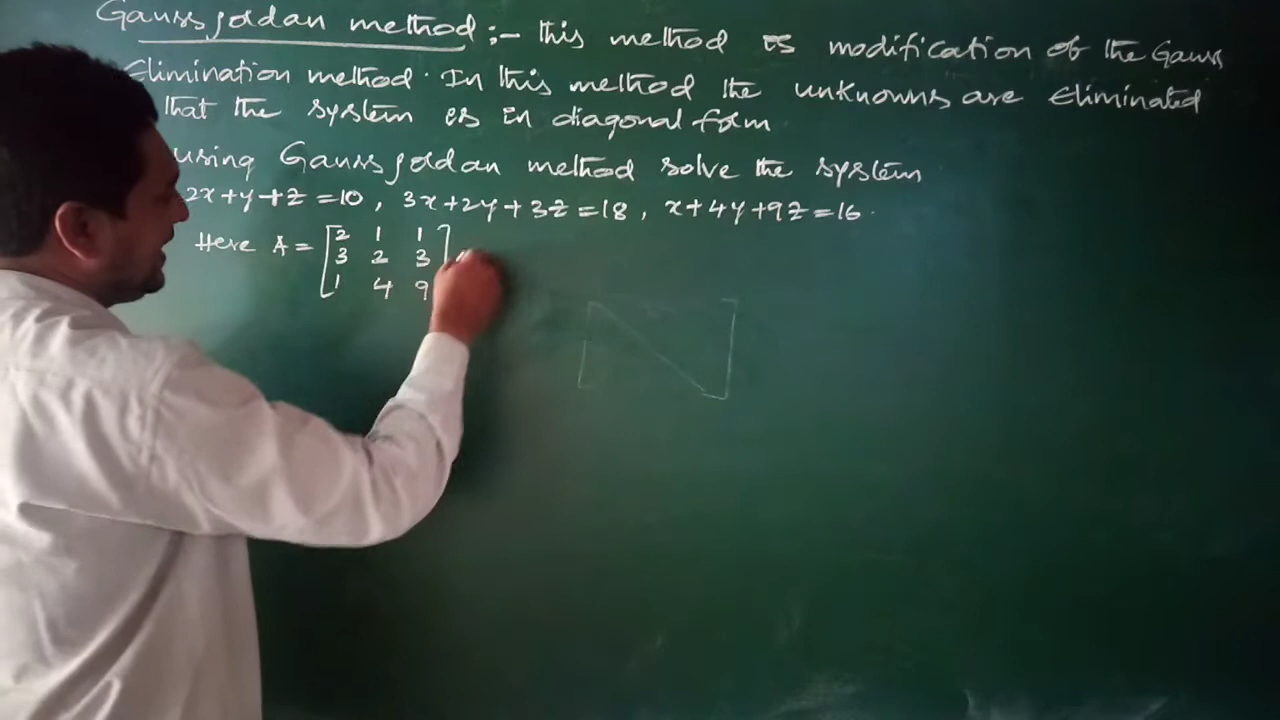 Gauss jordan method :- this method is modification of the Gauss
Elimination method. In this method the unknowns are Eliminated
that the system is in diagonal form.
using Gauss jordan method solve the system
2x+y+z=10, 3x+2y+3z=18, x+4y+9z=16.
Here A = [2 1 1
3 2 3
1 4 9]